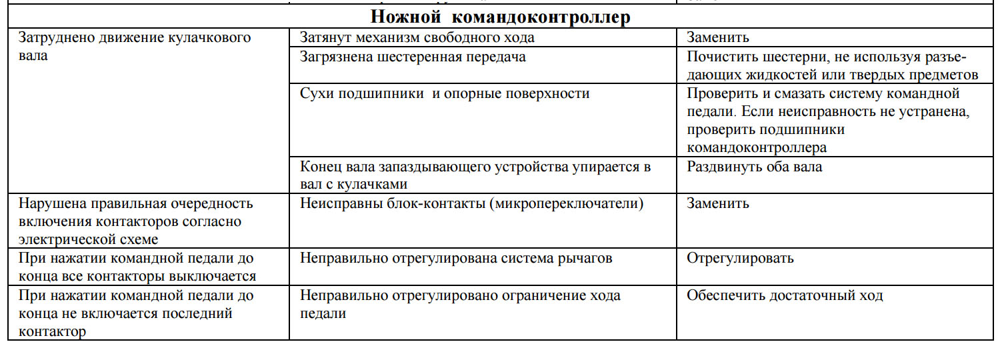 Ножной командоконтроллер
Затруднено движение кулачкового
вала
Затянут механизм свободного хода
Заменить
Загрязнена шестеренная передача
Почистить шестерни, не используя разъе-
дающих жидкостей или твердых предметов
Сухи подшипники и опорные поверхности
Проверить и смазать систему командной
педали. Если неисправность не устранена,
проверить подшипники
командоконтроллера
Конец вала запаздывающего устройства упирается в
вал с кулачками
Раздвинуть оба вала
Нарушена правильная очередность
включения контакторов согласно
электрической схеме
Неисправны блок-контакты (микропереключатели)
Заменить
При нажатии командной педали до
конца все контакторы выключается
Неправильно отрегулирована система рычагов
Отрегулировать
При нажатии командной педали до
конца не включается последний
контактор
Неправильно отрегулировано ограничение хода
педали
Обеспечить достаточный ход